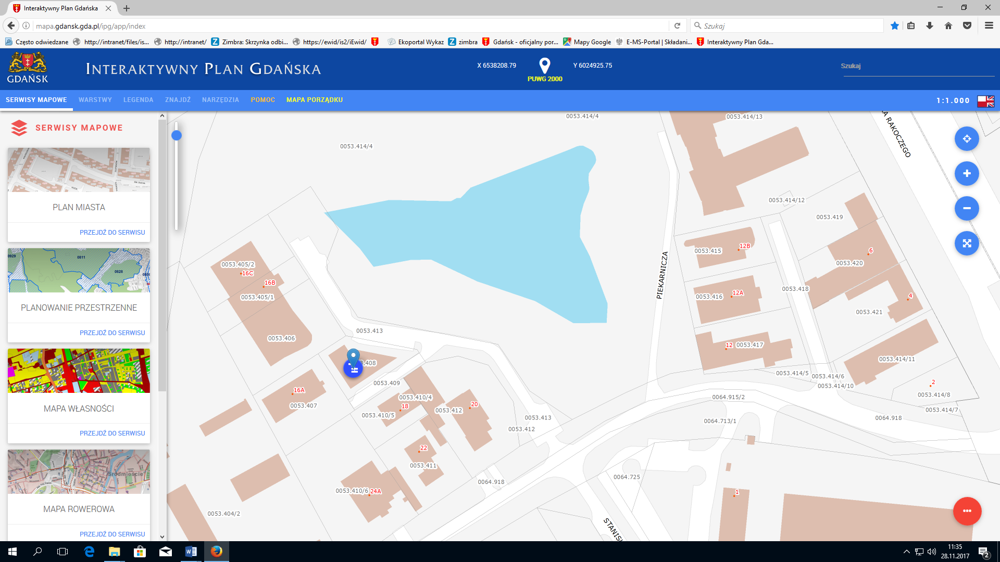 Interaktywny Plan Gdańska
mapa.gdansk.gda.pl/ipg/app/index
Szukaj
Często odwiedzane
http://intranet/files/is...
http://intranet/
Zimbra: Skrzynka odbi...
https://ewid/is2/iEwid/
Ekoportal Wykaz
zimbra
Gdańsk - oficjalny por...
Mapy Google
E-MS-Portal | Składani...
Interaktywny Plan Gda...
GDAŃSK
INTERAKTYWNY PLAN GDAŃSKA
X 6538208.79
PUWG 2000
Y 6024925.75
Szukaj
SERWISY MAPOWE
WARSTWY
LEGENDA
ZNAJDŹ
NARZĘDZIA
POMOC
MAPA PORZĄDKU
1:1.000
SERWISY MAPOWE
PLAN MIASTA
PRZEJDŹ DO SERWISU
0929
0811
0828
PLANOWANIE PRZESTRZENNE
PRZEJDŹ DO SERWISU
MAPA WŁASNOŚCI
PRZEJDŹ DO SERWISU
Śródmieście
MAPA ROWEROWA
PRZEJDŹ DO SERWISU
0053.414/4
0053.414/13
A RAKOCZEGO
0053.414/4
0053.414/12
0053.419
12B
0053.415
6
0053.420
0053.405/2
16C
PIEKARNICZA
16B
0053.418
12A
0053.416
0053.405/1
4
0053.421
0053.413
0053.406
12
0053.417
0053.414/11
3.408
0053.414/5
0053.414/6
0053.409
2
0053.414/10
16A
0053.414/8
0053.410/4
0064.915/2
20
0053.407
18
0053.412
0053.414/7
0053.410/5
0053.413
0064.918
0064.713/1
0053.412
22
0053.411
0064.725
0064.918
0053.410/6
24A
1
0053.404/2
STANISŁ
11:35
28.11.2017
2